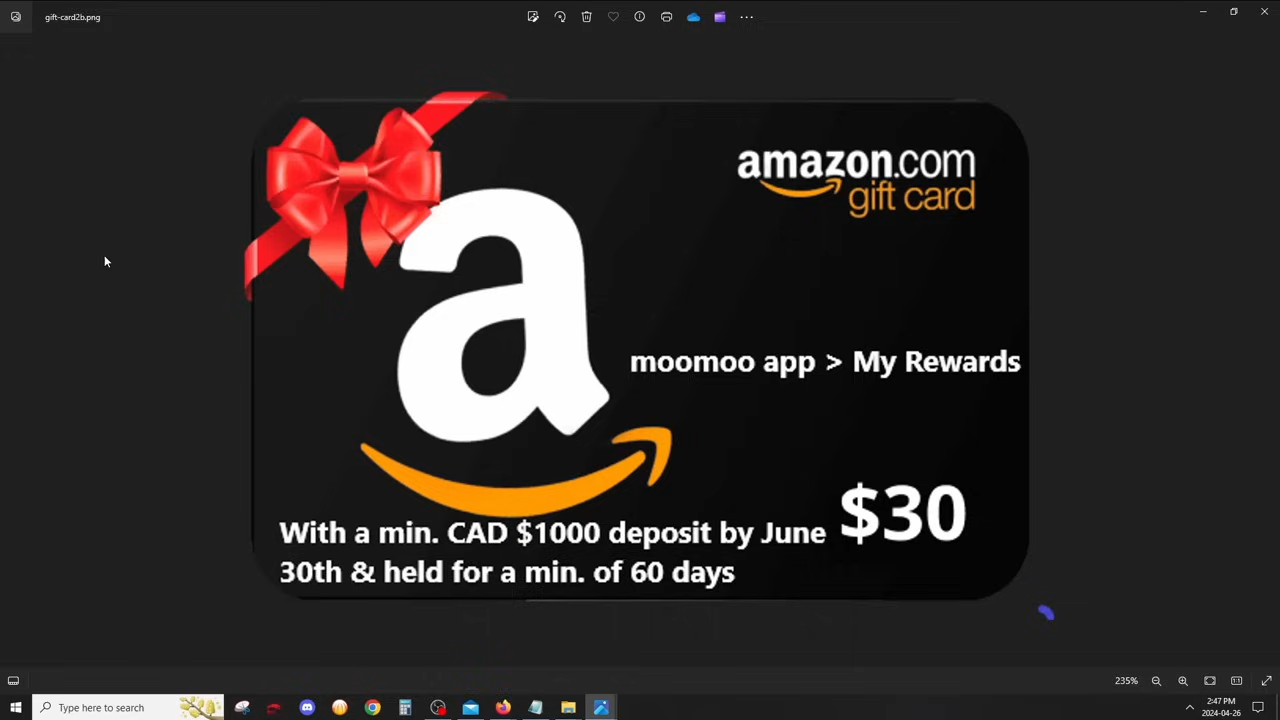 gift-card2b.png
amazon.com
gift card
a
moomoo app > My Rewards
$30
With a min. CAD $1000 deposit by June
30th & held for a min. of 60 days
235%
Type here to search
2:47 PM
2024-04-26